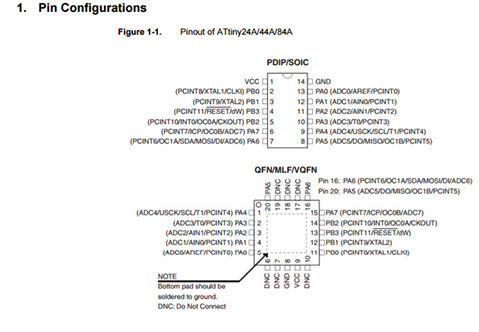 1. Pin Configurations
Figure 1-1. Pinout of ATtiny24A/44A/84A
PDIP/SOIC
VCC 1 14 GND
(PCINT8/XTAL1/CLKI) PB0 2 13 PA0 (ADC0/AREF/PCINT0)
(PCINT9/XTAL2) PB1 3 12 PA1 (ADC1/AIN0/PCINT1)
(PCINT11/RESET/dW) PB3 4 11 PA2 (ADC2/AIN1/PCINT2)
(PCINT10/INT0/OC0A/CKOUT) PB2 5 10 PA3 (ADC3/T0/PCINT3)
(PCINT7/ICP/OC0B/ADC7) PA7 6 9 PA4 (ADC4/USCK/SCL/T1/PCINT4)
(PCINT6/OC1A/SDA/MOSI/DI/ADC6) PA6 7 8 PA5 (ADC5/DO/MISO/OC1B/PCINT5)
QFN/MLF/VQFN
Pin 16: PA6 (PCINT6/OC1A/SDA/MOSI/DI/ADC6)
Pin 20: PA5 (ADC5/DO/MISO/OC1B/PCINT5)
PA5 DNC DNC DNC PA6
20 19 18 17 16
(ADC4/USCK/SCL/T1/PCINT4) PA4 1 15 PA7 (PCINT7/ICP/OC0B/ADC7)
(ADC3/T0/PCINT3) PA3 2 14 PB2 (PCINT10/INT0/OC0A/CKOUT)
(ADC2/AIN1/PCINT2) PA2 3 13 PB3 (PCINT11/RESET/dW)
(ADC1/AIN0/PCINT1) PA1 4 12 PB1 (PCINT9/XTAL2)
(ADC0/AREF/PCINT0) PA0 5 11 PB0 (PCINT8/XTAL1/CLKI)
6 7 8 9 10
DNC DNC GND VCC DNC
NOTE
Bottom pad should be
soldered to ground.
DNC: Do Not Connect